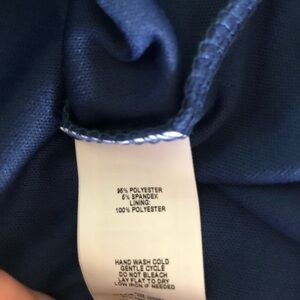 95% POLYESTER
5% SPANDEX
LINING:
100% POLYESTER
HAND WASH COLD
GENTLE CYCLE
DO NOT BLEACH
LAY FLAT TO DRY
LOW IRON IF NEEDED